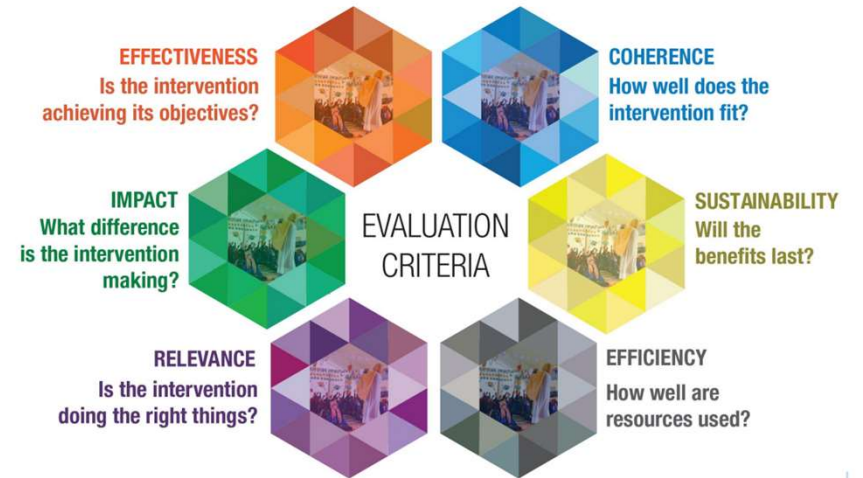 EFFECTIVENESS
Is the intervention
achieving its objectives?
COHERENCE
How well does the
intervention fit?
IMPACT
What difference
is the intervention
making?
EVALUATION
CRITERIA
SUSTAINABILITY
Will the
benefits last?
RELEVANCE
Is the intervention
doing the right things?
EFFICIENCY
How well are
resources used?